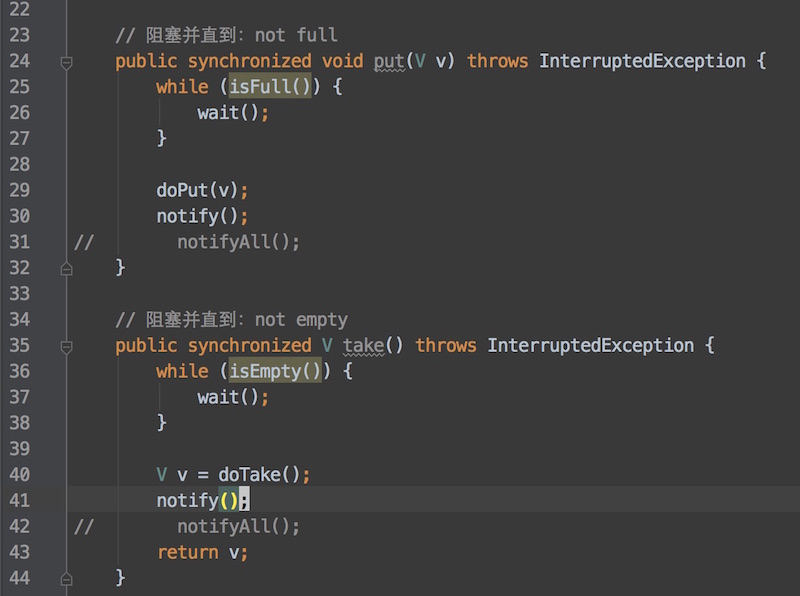 22
23 // 阻塞并直到：not full
24 public synchronized void put(V v) throws InterruptedException {
25 while (isFull()) {
26 wait();
27 }
28
29 doPut(v);
30 notify();
31 // notifyAll();
32 }
33
34 // 阻塞并直到：not empty
35 public synchronized V take() throws InterruptedException {
36 while (isEmpty()) {
37 wait();
38 }
39
40 V v = doTake();
41 notify();
42 // notifyAll();
43 return v;
44 }